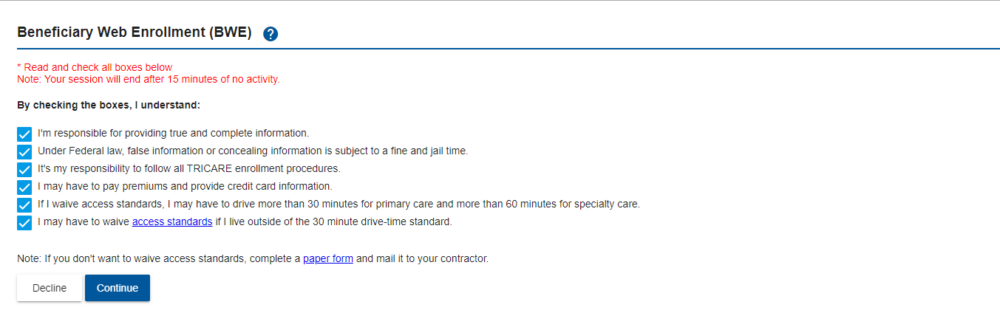 Beneficiary Web Enrollment (BWE) ?
* Read and check all boxes below
Note: Your session will end after 15 minutes of no activity.
By checking the boxes, I understand:
I'm responsible for providing true and complete information.
Under Federal law, false information or concealing information is subject to a fine and jail time.
It's my responsibility to follow all TRICARE enrollment procedures.
I may have to pay premiums and provide credit card information.
If I waive access standards, I may have to drive more than 30 minutes for primary care and more than 60 minutes for specialty care.
I may have to waive access standards if I live outside of the 30 minute drive-time standard.
Note: If you don't want to waive access standards, complete a paper form and mail it to your contractor.
Decline Continue